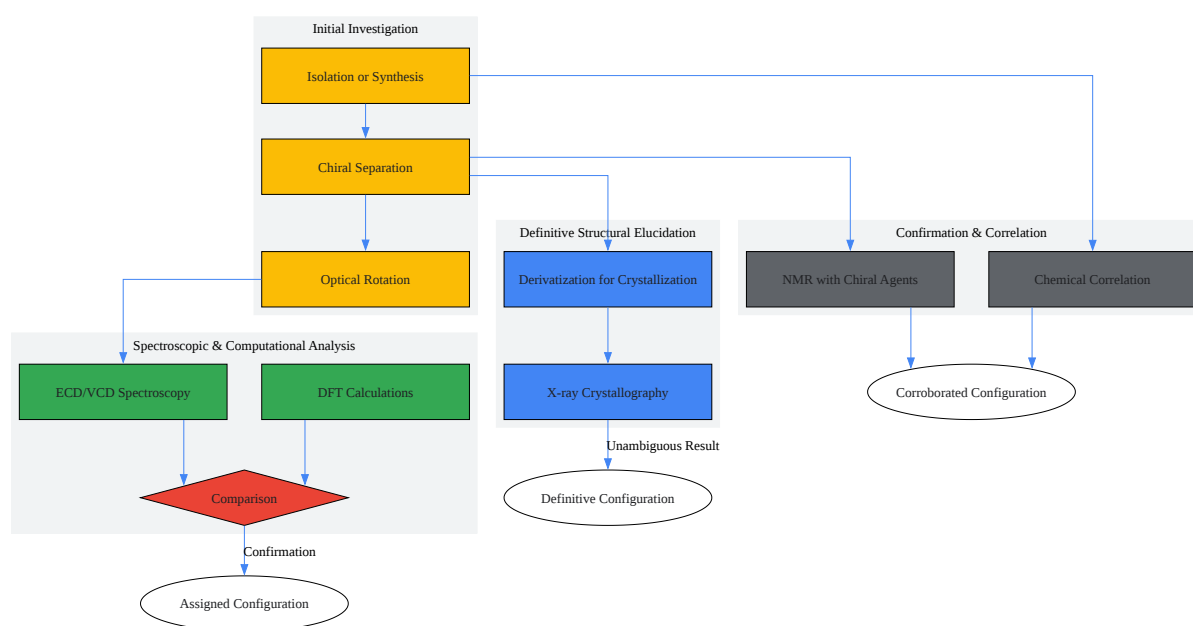 Initial Investigation
Isolation or Synthesis
Chiral Separation
Optical Rotation
Definitive Structural Elucidation
Derivatization for Crystallization
X-ray Crystallography
Unambiguous Result
Definitive Configuration
Confirmation & Correlation
NMR with Chiral Agents
Chemical Correlation
Corroborated Configuration
Spectroscopic & Computational Analysis
ECD/VCD Spectroscopy
DFT Calculations
Comparison
Confirmation
Assigned Configuration